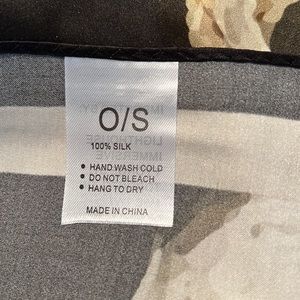 O/S
100% SILK
• HAND WASH COLD
• DO NOT BLEACH
• HANG TO DRY
MADE IN CHINA